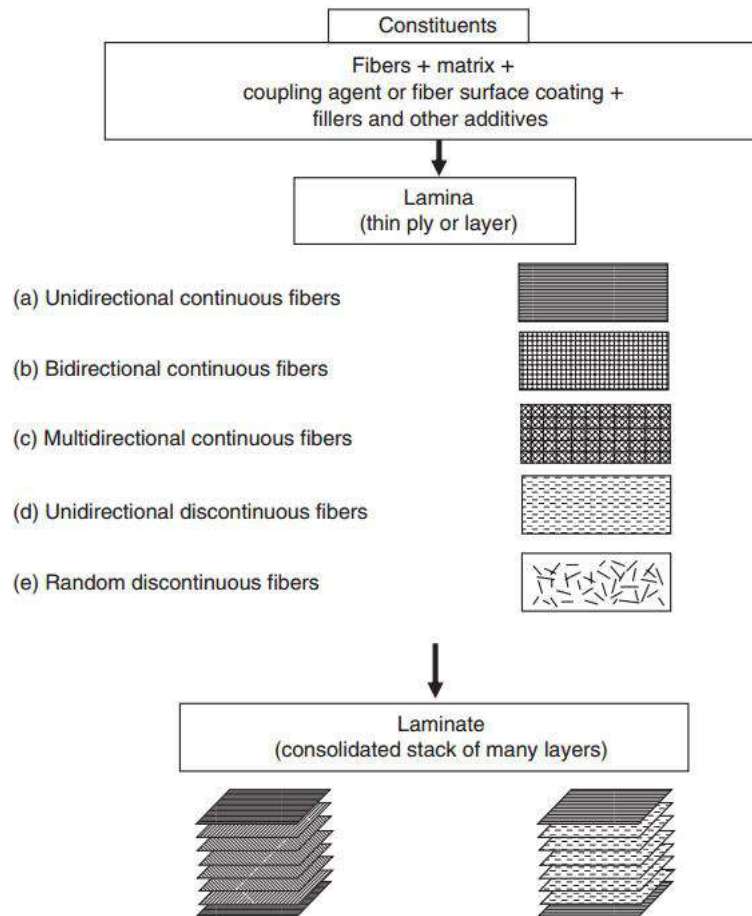 Constituents
Fibers + matrix +
coupling agent or fiber surface coating +
fillers and other additives
Lamina
(thin ply or layer)
(a) Unidirectional continuous fibers
(b) Bidirectional continuous fibers
(c) Multidirectional continuous fibers
(d) Unidirectional discontinuous fibers
(e) Random discontinuous fibers
Laminate
(consolidated stack of many layers)